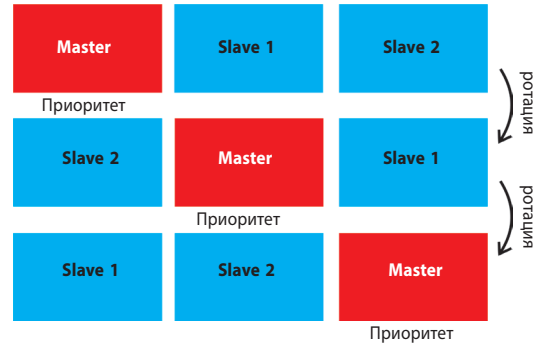 Master
Slave 1
Slave 2
Приоритет
ротация
Slave 2
Master
Slave 1
Приоритет
ротация
Slave 1
Slave 2
Master
Приоритет